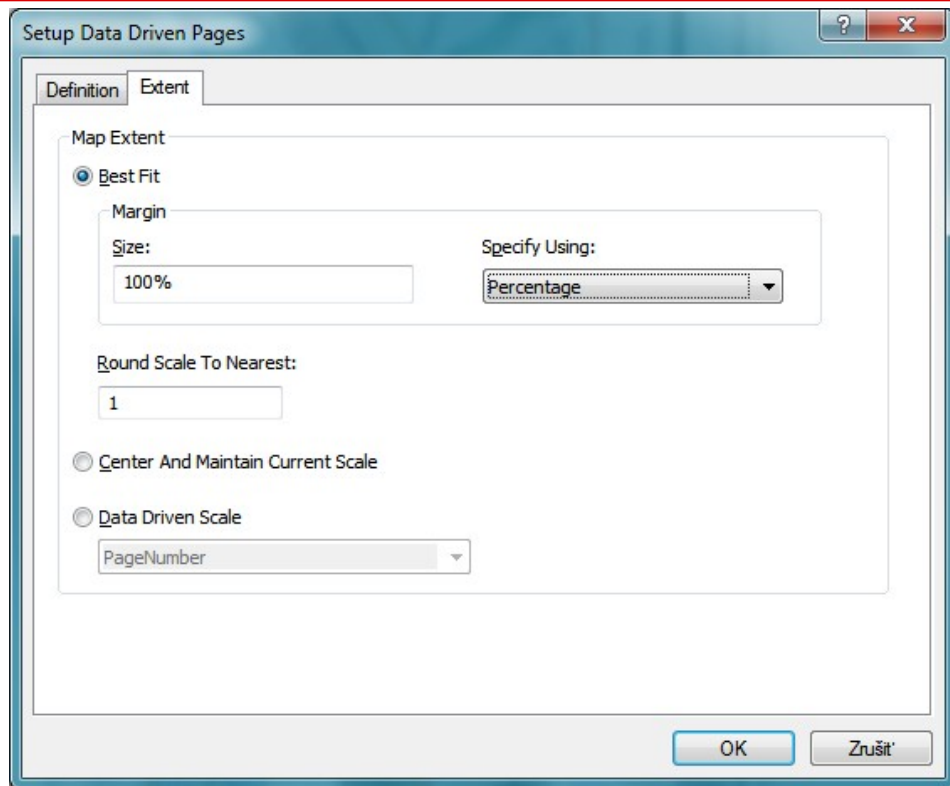 Setup Data Driven Pages
Definition Extent
Map Extent
Best Fit
Margin
Size: Specify Using:
100% Percentage
Round Scale To Nearest:
1
Center And Maintain Current Scale
Data Driven Scale
PageNumber
OK Zrušiť